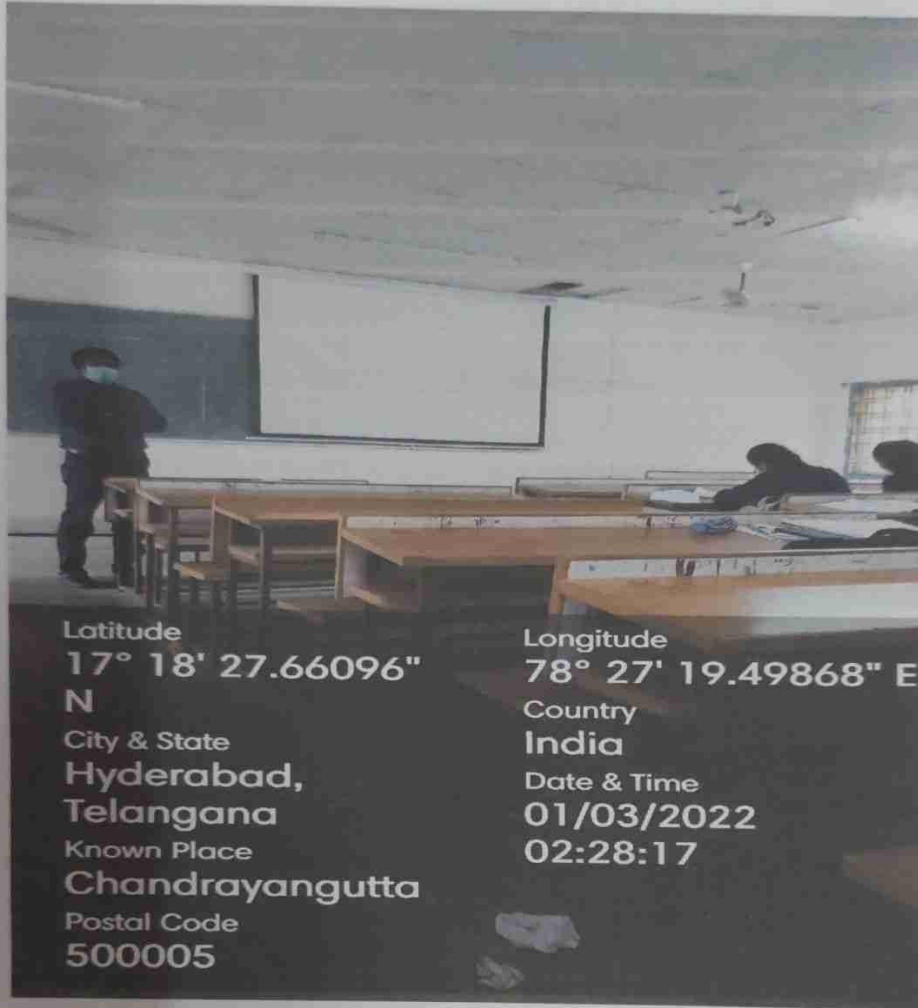 Latitude
17° 18' 27.66096"
N
City & State
Hyderabad,
Telangana
Known Place
Chandrayangutta
Postal Code
500005
Longitude
78° 27' 19.49868" E
Country
India
Date & Time
01/03/2022
02:28:17